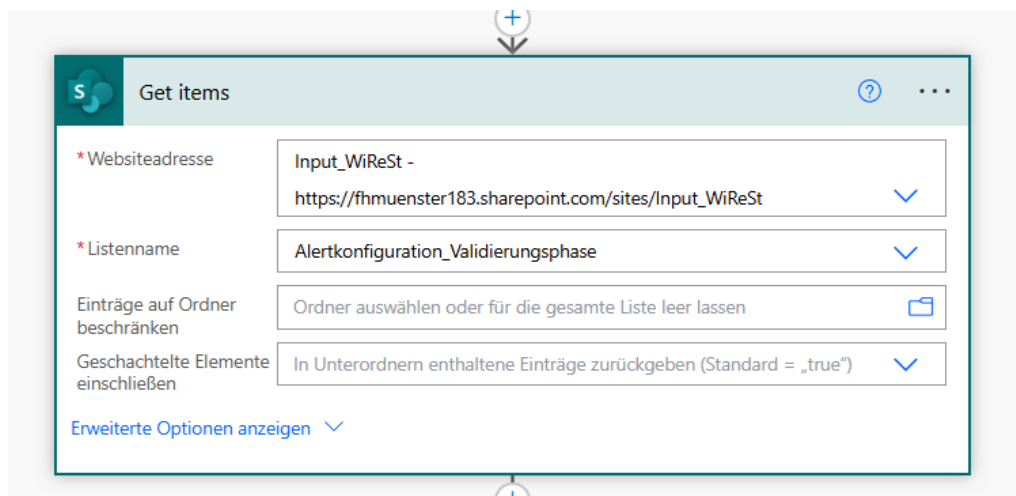 Get items
*Websiteadresse
Input_WiReSt -
https://fhmuenster183.sharepoint.com/sites/Input_WiReSt
*Listenname
Alertkonfiguration_Validierungsphase
Einträge auf Ordner
beschränken
Ordner auswählen oder für die gesamte Liste leer lassen
Geschachtelte Elemente
einschließen
In Unterordnern enthaltene Einträge zurückgeben (Standard = „true")
Erweiterte Optionen anzeigen